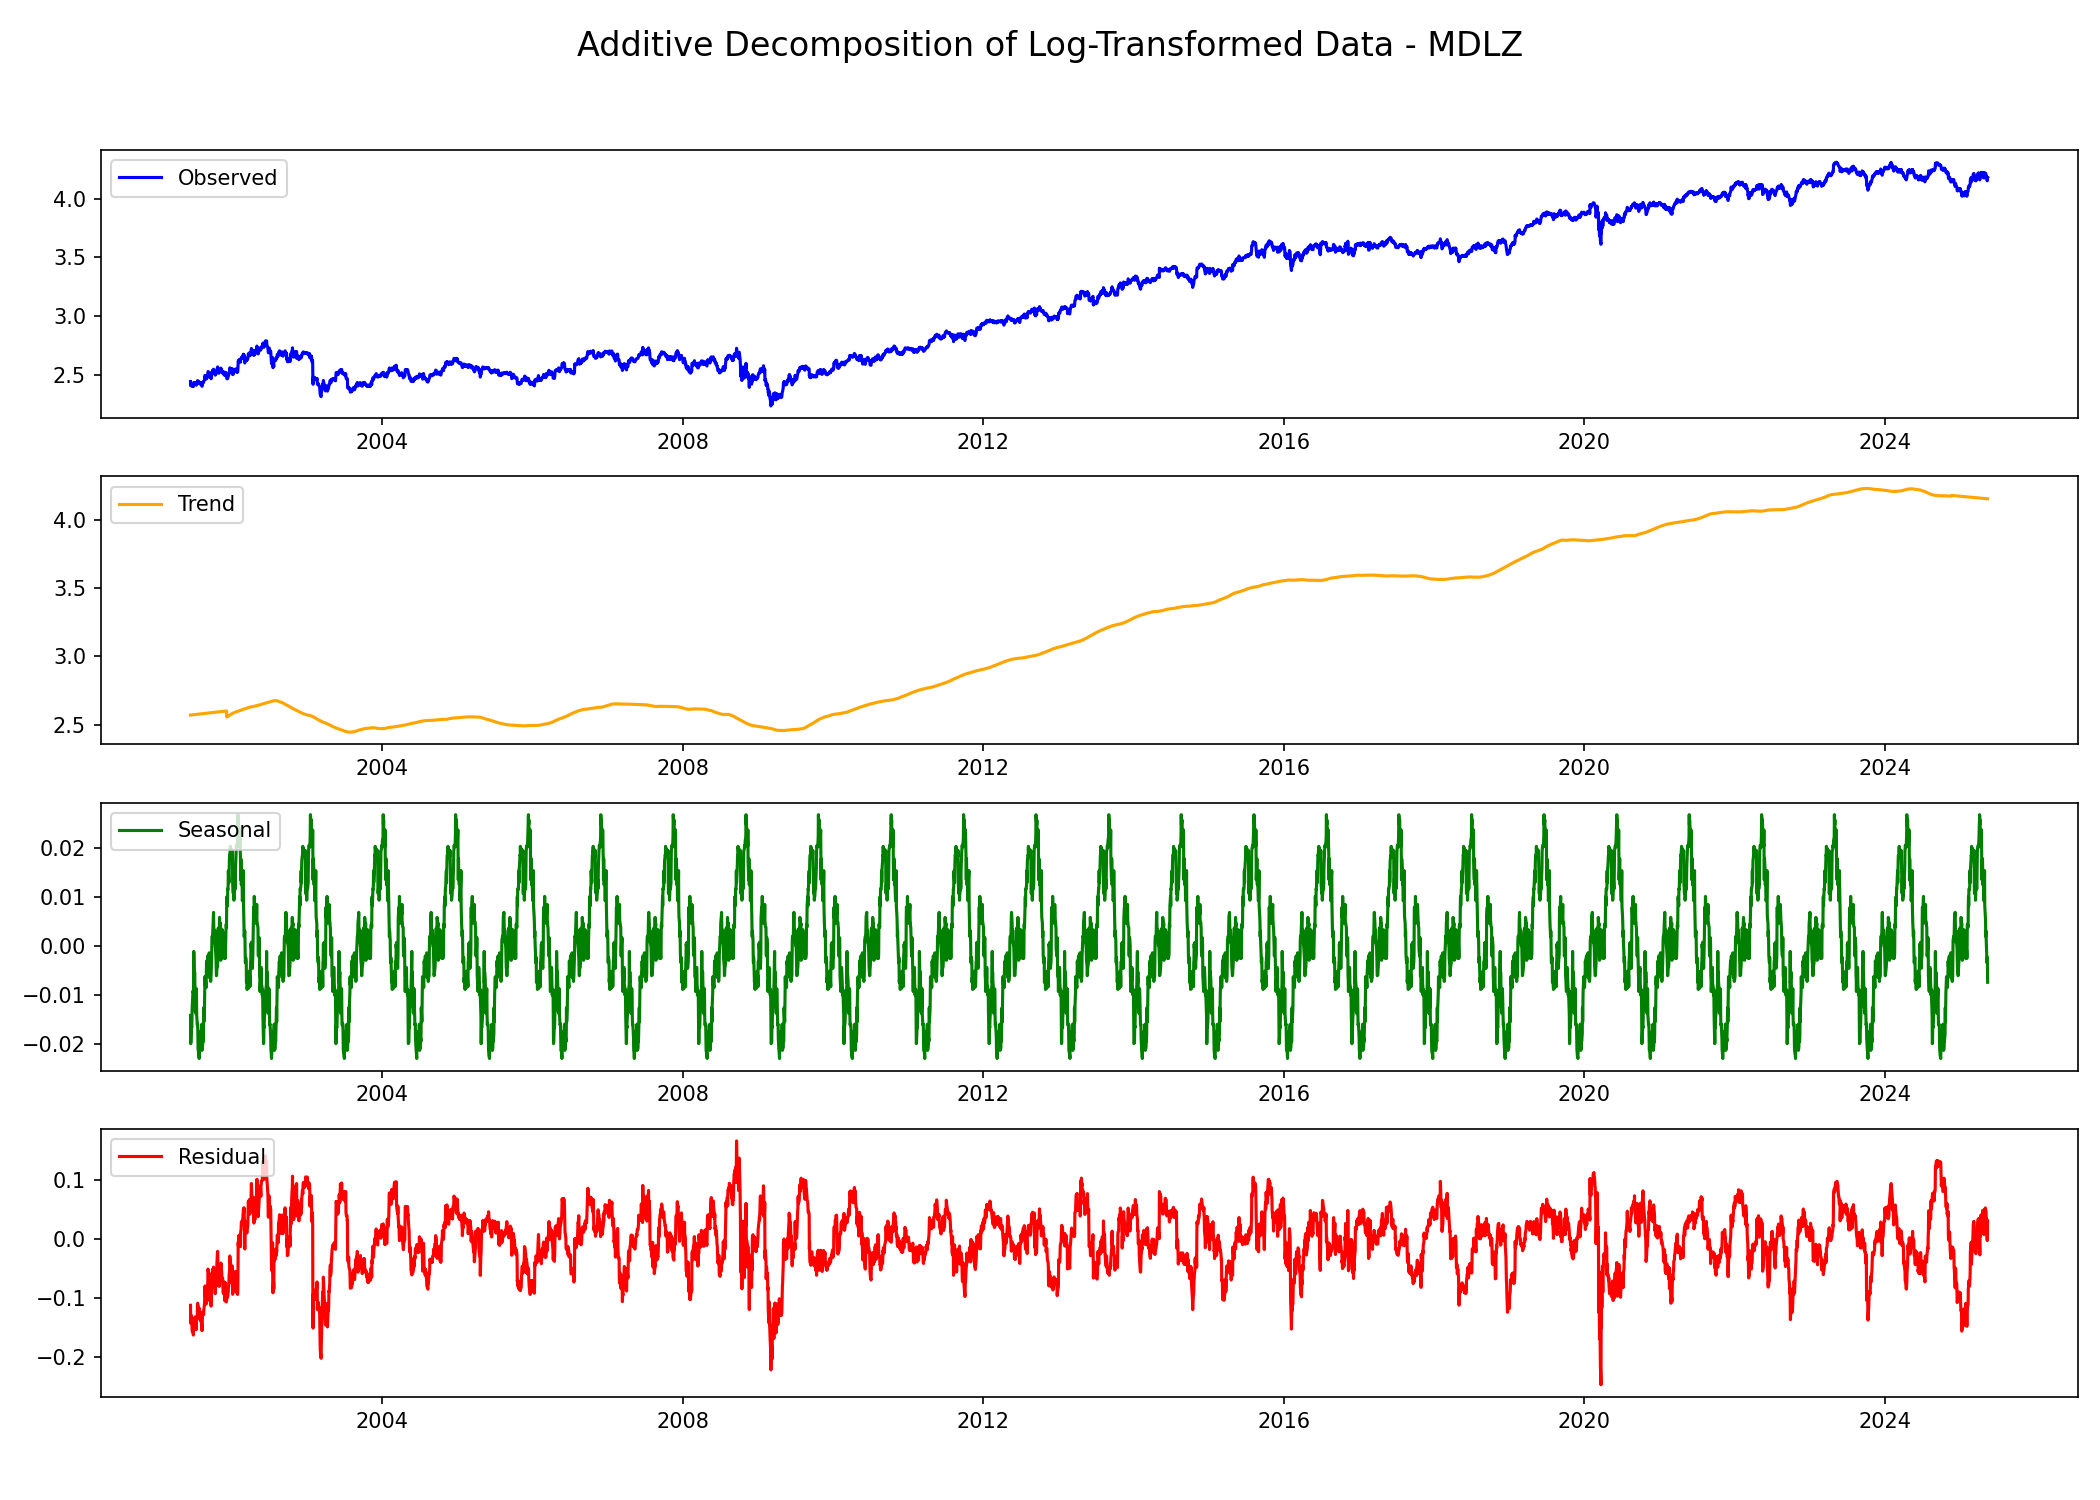 Additive Decomposition of Log-Transformed Data - MDLZ
Observed
4.0
3.5
3.0
2.5
2004 2008 2012 2016 2020 2024
Trend
4.0
3.5
3.0
2.5
2004 2008 2012 2016 2020 2024
Seasonal
0.02
0.01
0.00
−0.01
−0.02
2004 2008 2012 2016 2020 2024
Residual
0.1
0.0
−0.1
−0.2
2004 2008 2012 2016 2020 2024